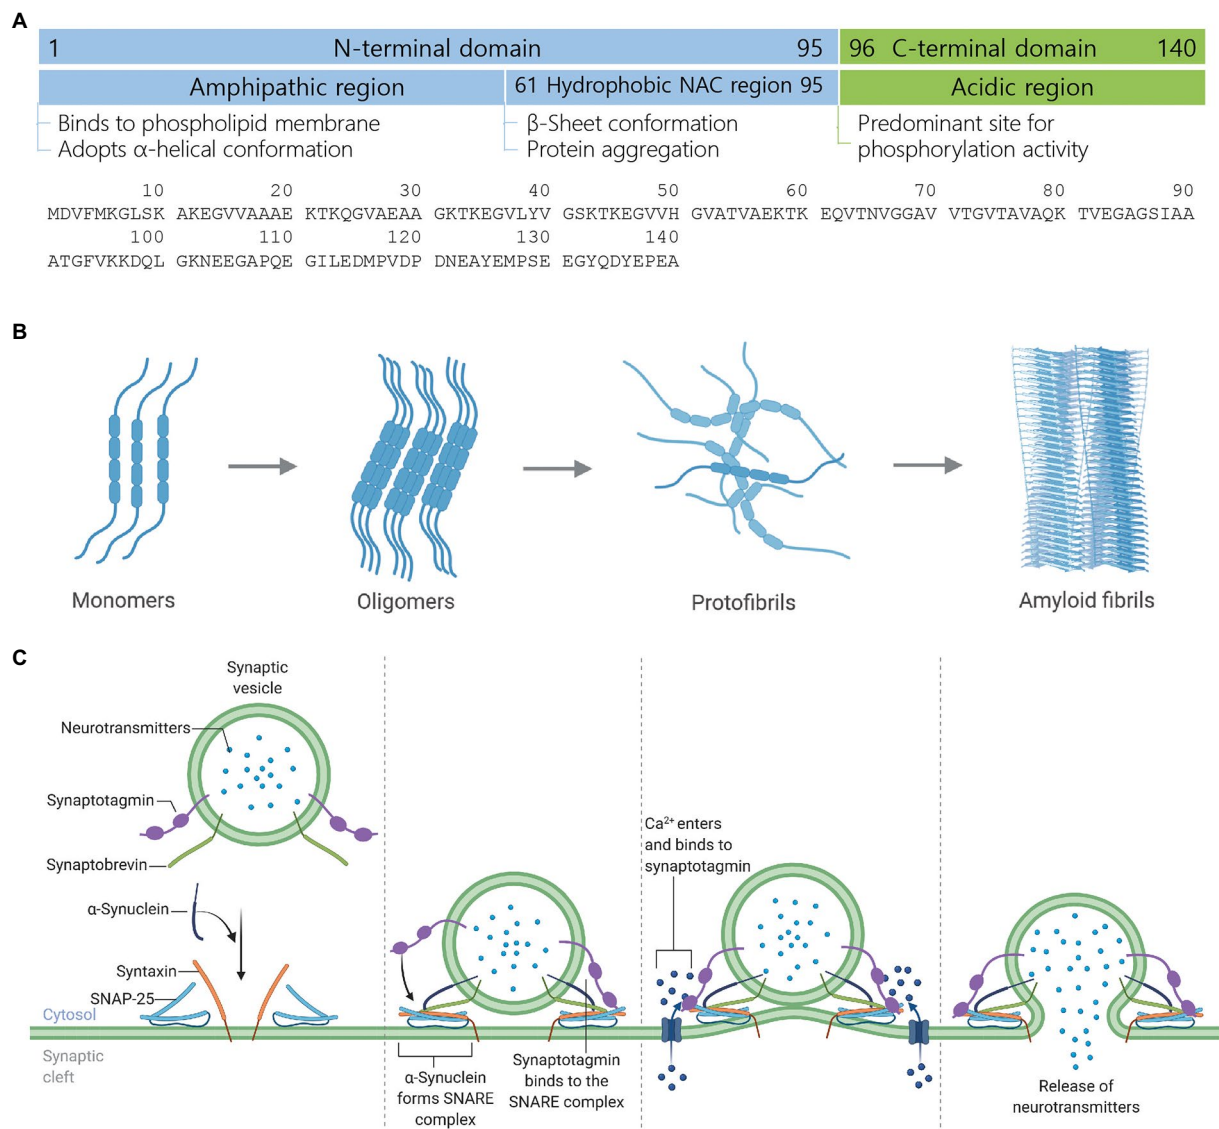 A
1 N-terminal domain 95 96 C-terminal domain 140
Amphipathic region 61 Hydrophobic NAC region 95 Acidic region
Binds to phospholipid membrane
Adopts α-helical conformation
β-Sheet conformation
Protein aggregation
Predominant site for
phosphorylation activity
10 20 30 40 50 60 70 80 90
MDVFMKGLSK AKEGVVAAAE KTKQGVAEAA GKTKEGVLYV GSKTKEGVVH GVATVAEKTK EQVTNVGGAV VTGVTAVAQK TVEGAGSIAA
100 110 120 130 140
ATGFVKKDQL GKNEEGAPQE GILEDMPVDP DNEAYEMPSE EGYQDYEPEA
B
Monomers
Oligomers
Protofibrils
Amyloid fibrils
C
Synaptic
vesicle
Neurotransmitters
Synaptotagmin
Synaptobrevin
α-Synuclein
Syntaxin
SNAP-25
Cytosol
Synaptic
cleft
α-Synuclein
forms SNARE
complex
Synaptotagmin
binds to the
SNARE complex
Ca²⁺ enters
and binds to
synaptotagmin
Release of
neurotransmitters